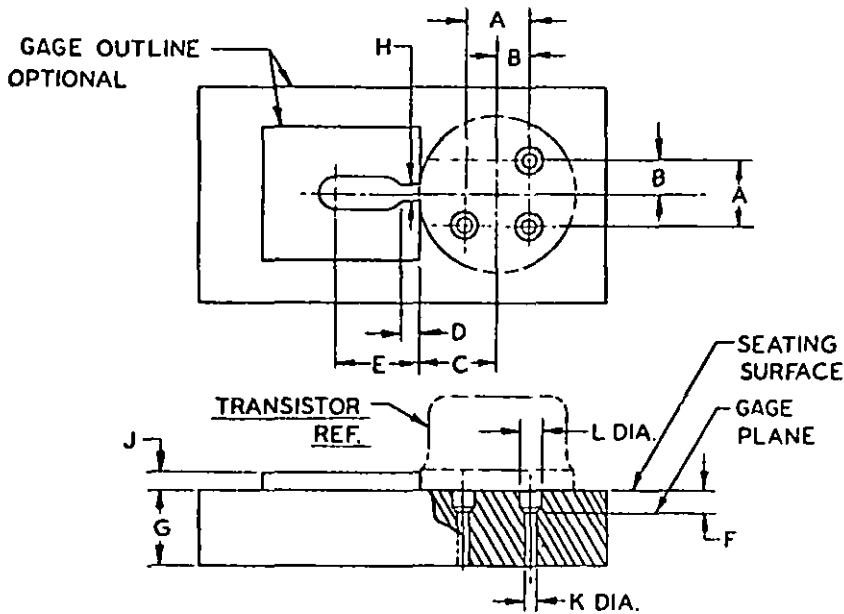 A
H
B
GAGE OUTLINE
OPTIONAL
B
A
D
E
C
SEATING
SURFACE
TRANSISTOR
REF.
GAGE
PLANE
L DIA.
J
G
F
K DIA.